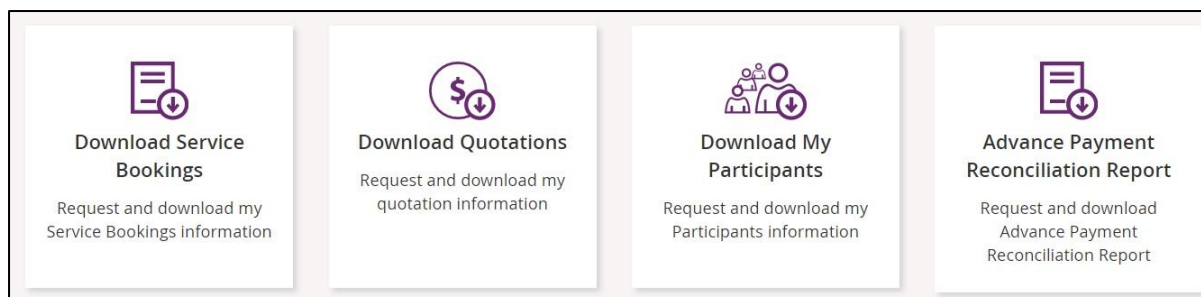 Download Service
Bookings
Request and download my
Service Bookings information
$
Download Quotations
Request and download my
quotation information
Download My
Participants
Request and download my
Participants information
Advance Payment
Reconciliation Report
Request and download
Advance Payment
Reconciliation Report